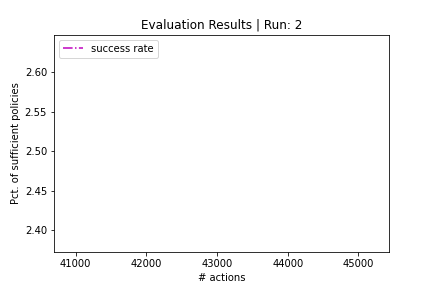 Evaluation Results | Run: 2
success rate
Pct. of sufficient policies
2.60
2.55
2.50
2.45
2.40
41000 42000 43000 44000 45000
# actions